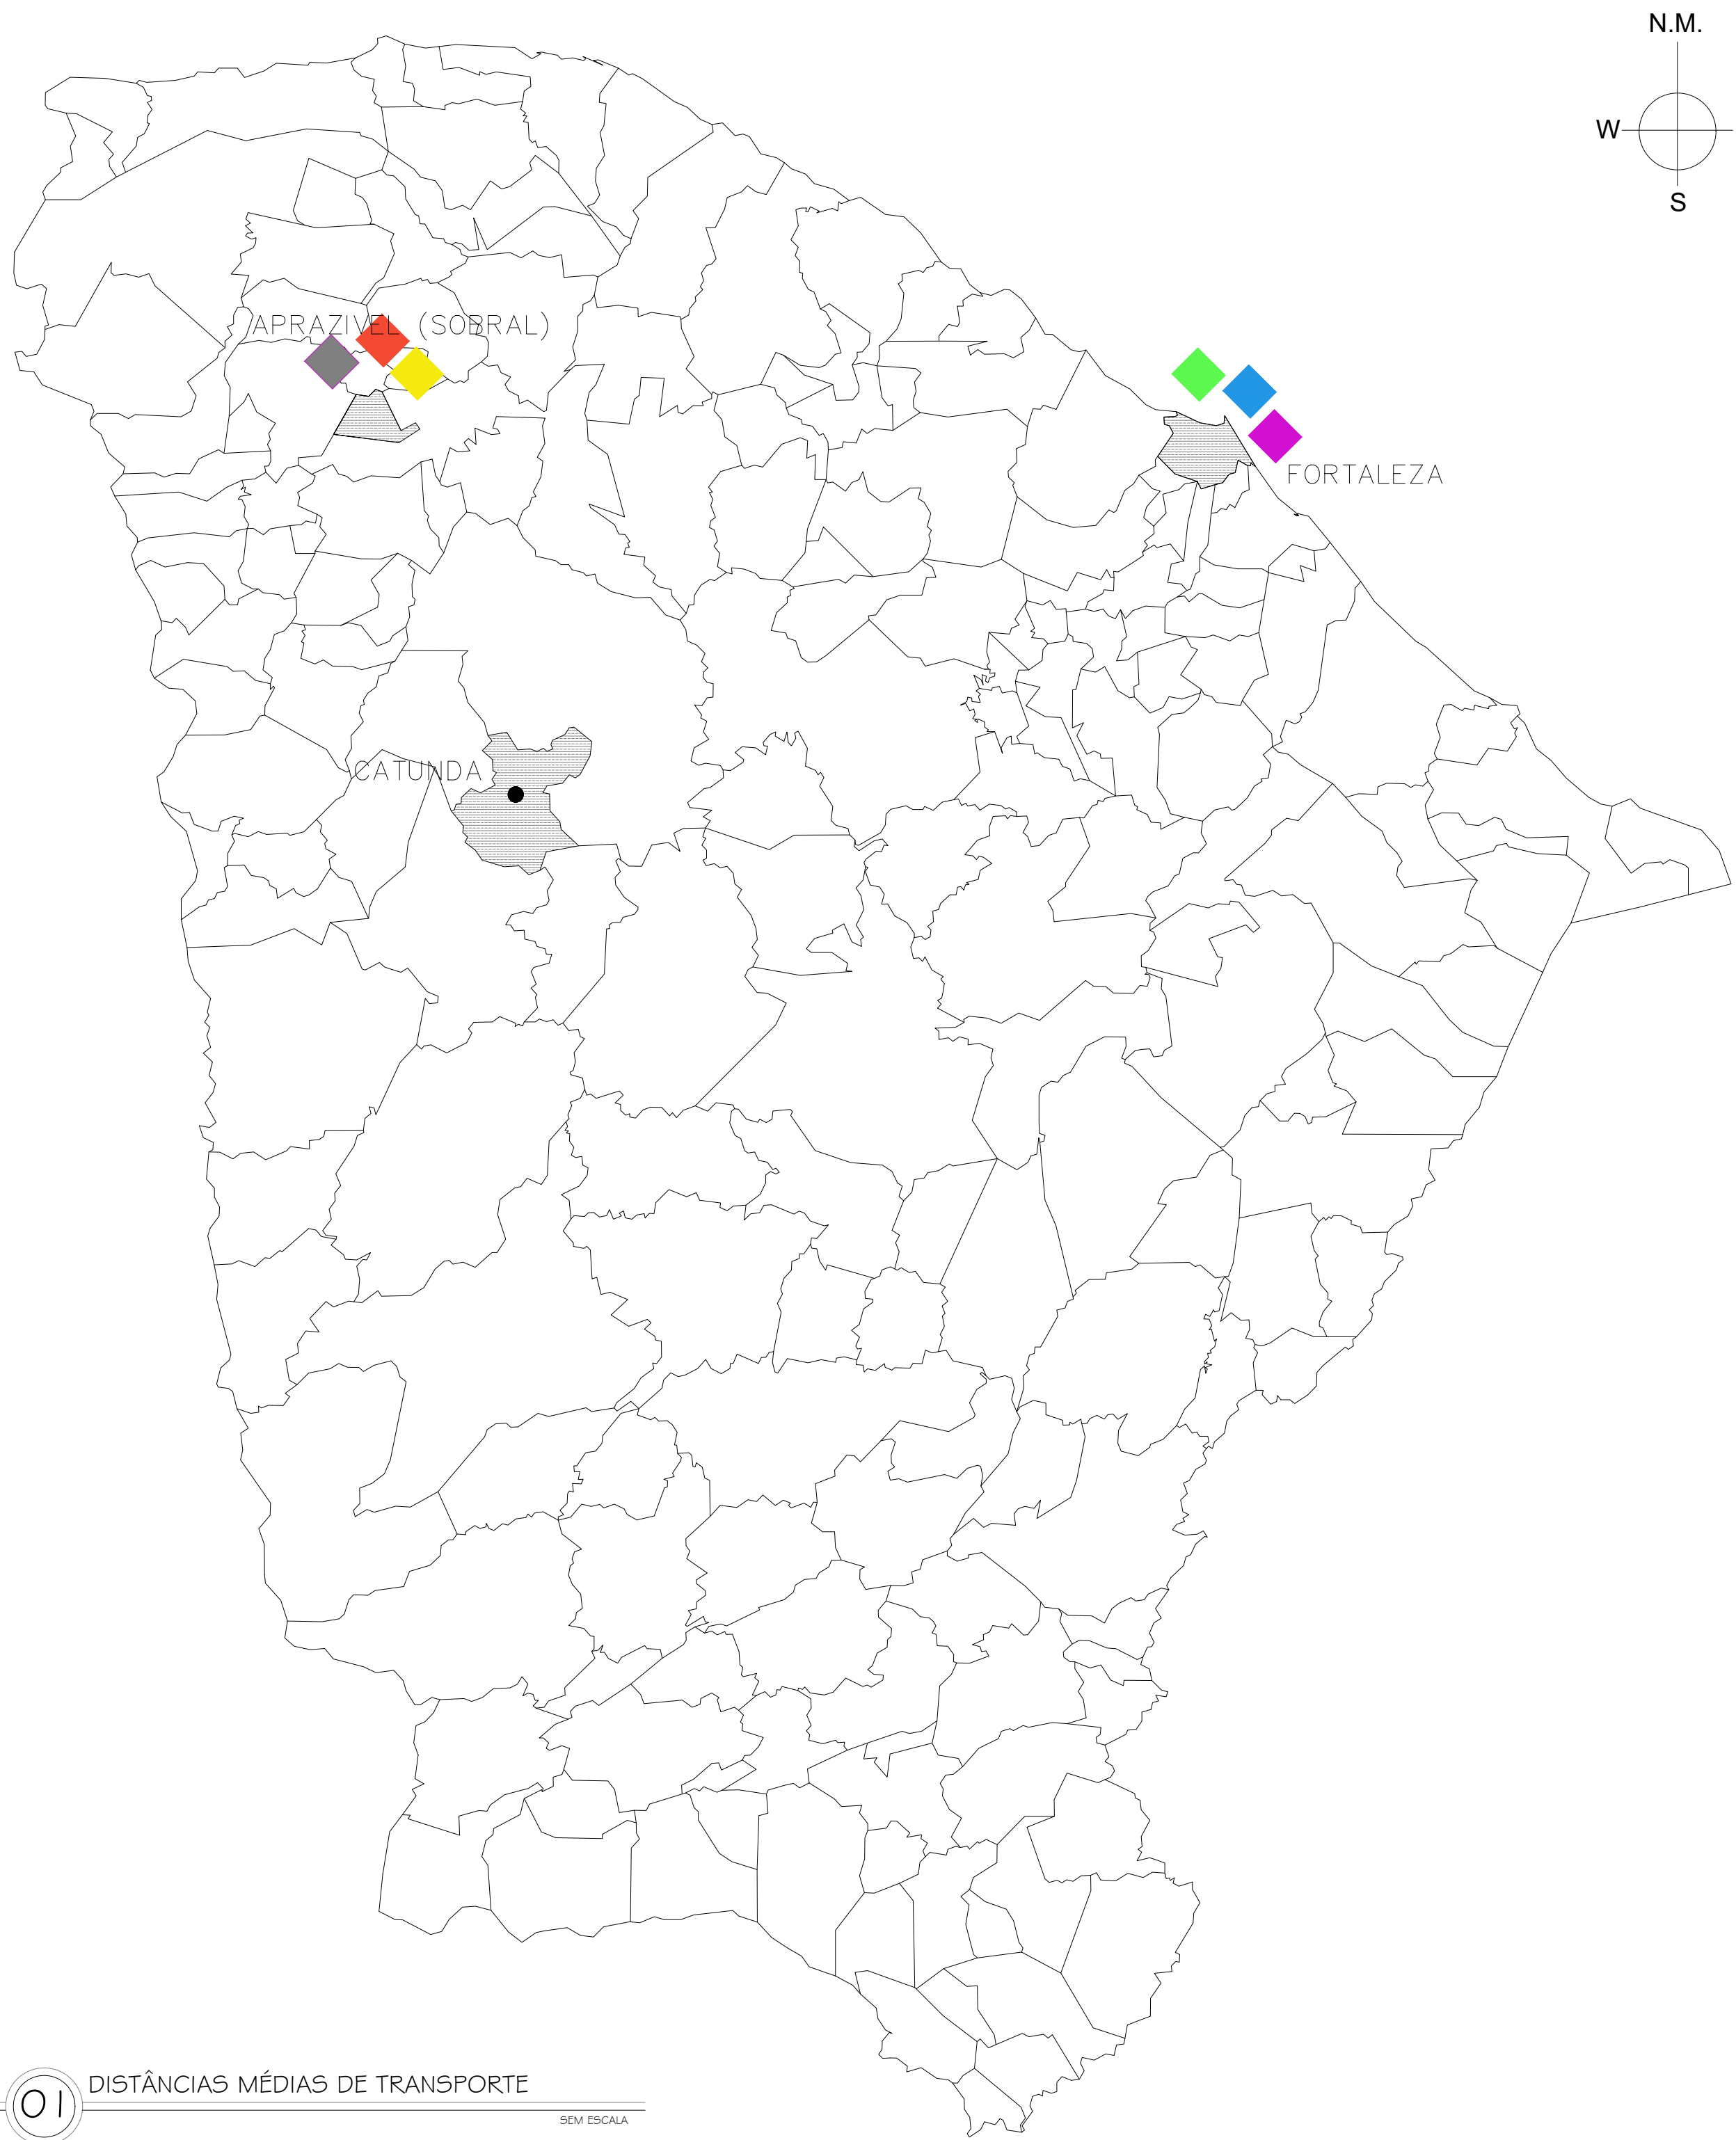 N.M.
W
S
APRAZIVEL (SOBRAL)
FORTALEZA
CATUNDA
01
DISTÂNCIAS MÉDIAS DE TRANSPORTE
SEM ESCALA